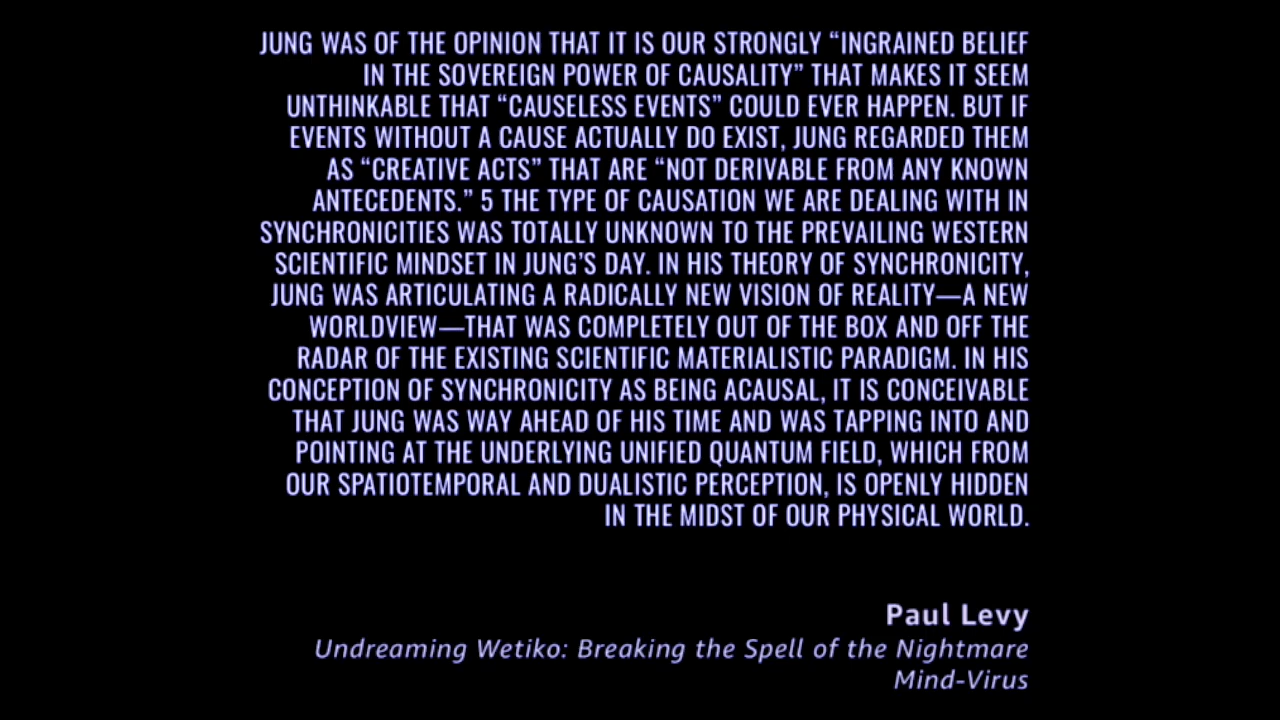 JUNG WAS OF THE OPINION THAT IT IS OUR STRONGLY “INGRAINED BELIEF
IN THE SOVEREIGN POWER OF CAUSALITY” THAT MAKES IT SEEM
UNTHINKABLE THAT “CAUSELESS EVENTS” COULD EVER HAPPEN. BUT IF
EVENTS WITHOUT A CAUSE ACTUALLY DO EXIST, JUNG REGARDED THEM
AS “CREATIVE ACTS” THAT ARE “NOT DERIVABLE FROM ANY KNOWN
ANTECEDENTS.” 5 THE TYPE OF CAUSATION WE ARE DEALING WITH IN
SYNCHRONICITIES WAS TOTALLY UNKNOWN TO THE PREVAILING WESTERN
SCIENTIFIC MINDSET IN JUNG’S DAY. IN HIS THEORY OF SYNCHRONICITY,
JUNG WAS ARTICULATING A RADICALLY NEW VISION OF REALITY—A NEW
WORLDVIEW—THAT WAS COMPLETELY OUT OF THE BOX AND OFF THE
RADAR OF THE EXISTING SCIENTIFIC MATERIALISTIC PARADIGM. IN HIS
CONCEPTION OF SYNCHRONICITY AS BEING ACAUSAL, IT IS CONCEIVABLE
THAT JUNG WAS WAY AHEAD OF HIS TIME AND WAS TAPPING INTO AND
POINTING AT THE UNDERLYING UNIFIED QUANTUM FIELD, WHICH FROM
OUR SPATIOTEMPORAL AND DUALISTIC PERCEPTION, IS OPENLY HIDDEN
IN THE MIDST OF OUR PHYSICAL WORLD.
Paul Levy
Undreaming Wetiko: Breaking the Spell of the Nightmare
Mind-Virus